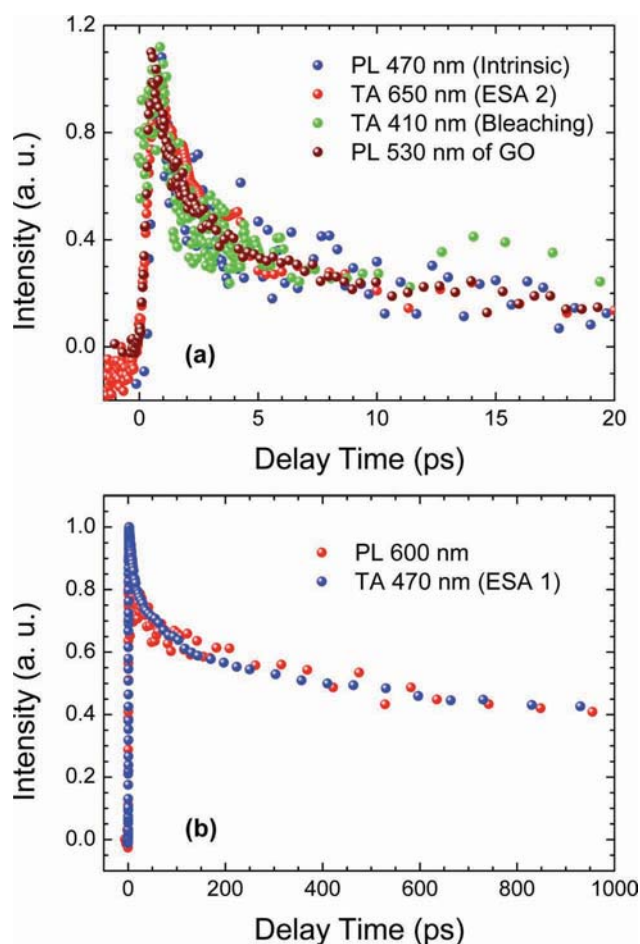 1.2
0.8
0.4
0.0
Intensity (a. u.)
PL 470 nm (Intrinsic)
TA 650 nm (ESA 2)
TA 410 nm (Bleaching)
PL 530 nm of GO
(a)
0 5 10 15 20
Delay Time (ps)
1.0
0.8
0.6
0.4
0.2
0.0
Intensity (a. u.)
PL 600 nm
TA 470 nm (ESA 1)
(b)
0 200 400 600 800 1000
Delay Time (ps)